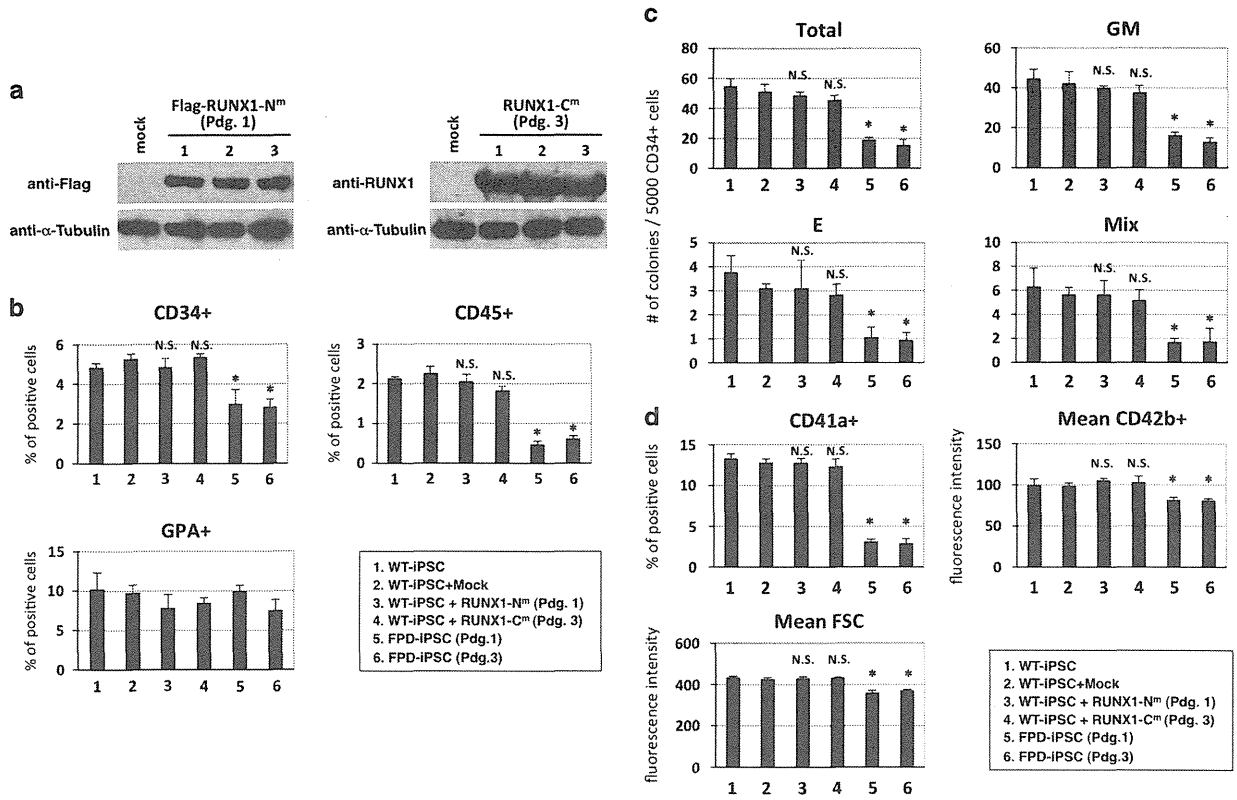 a
Flag-RUNX1-Nᵐ
(Pdg. 1)
mock
1 2 3
anti-Flag
anti-α-Tubulin
RUNX1-Cᵐ
(Pdg. 3)
mock
1 2 3
anti-RUNX1
anti-α-Tubulin
b
CD34+
% of positive cells
6
4
2
0
N.S. N.S.
* *
1 2 3 4 5 6
CD45+
% of positive cells
3
2
1
0
N.S.
N.S.
* *
1 2 3 4 5 6
GPA+
% of positive cells
15
10
5
0
1 2 3 4 5 6
1. WT-iPSC
2. WT-iPSC+Mock
3. WT-iPSC + RUNX1-Nᵐ (Pdg. 1)
4. WT-iPSC + RUNX1-Cᵐ (Pdg. 3)
5. FPD-iPSC (Pdg.1)
6. FPD-iPSC (Pdg.3)
c
# of colonies / 5000 CD34+ cells
Total
80
60
40
20
0
N.S.
N.S.
* *
1 2 3 4 5 6
GM
60
40
20
0
N.S. N.S.
* *
1 2 3 4 5 6
E
5
4
3
2
1
0
N.S.
N.S.
* *
1 2 3 4 5 6
Mix
10
8
6
4
2
0
N.S.
N.S.
* *
1 2 3 4 5 6
d
CD41a+
% of positive cells
15
10
5
0
N.S. N.S.
* *
1 2 3 4 5 6
Mean CD42b+
fluorescence intensity
150
100
50
0
N.S. N.S.
* *
1 2 3 4 5 6
Mean FSC
fluorescence intensity
600
400
200
0
N.S. N.S.
* *
1 2 3 4 5 6
1. WT-iPSC
2. WT-iPSC+Mock
3. WT-iPSC + RUNX1-Nᵐ (Pdg. 1)
4. WT-iPSC + RUNX1-Cᵐ (Pdg. 3)
5. FPD-iPSC (Pdg.1)
6. FPD-iPSC (Pdg.3)